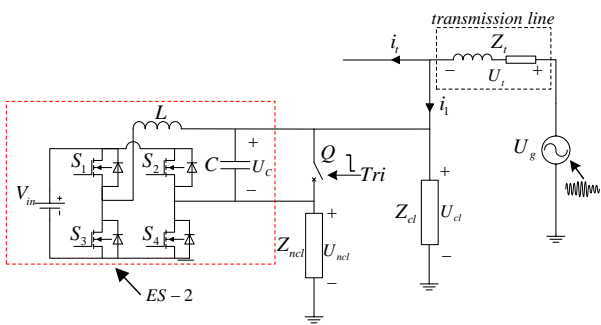 transmission line
i_t
Z_t
− U_t +
i_1
L
U_g
S_1 S_2
C
+
U_C
−
Q
Tri
V_in
+
−
S_3 S_4
+
Z_ncl U_ncl
−
+
Z_cl U_cl
−
ES − 2